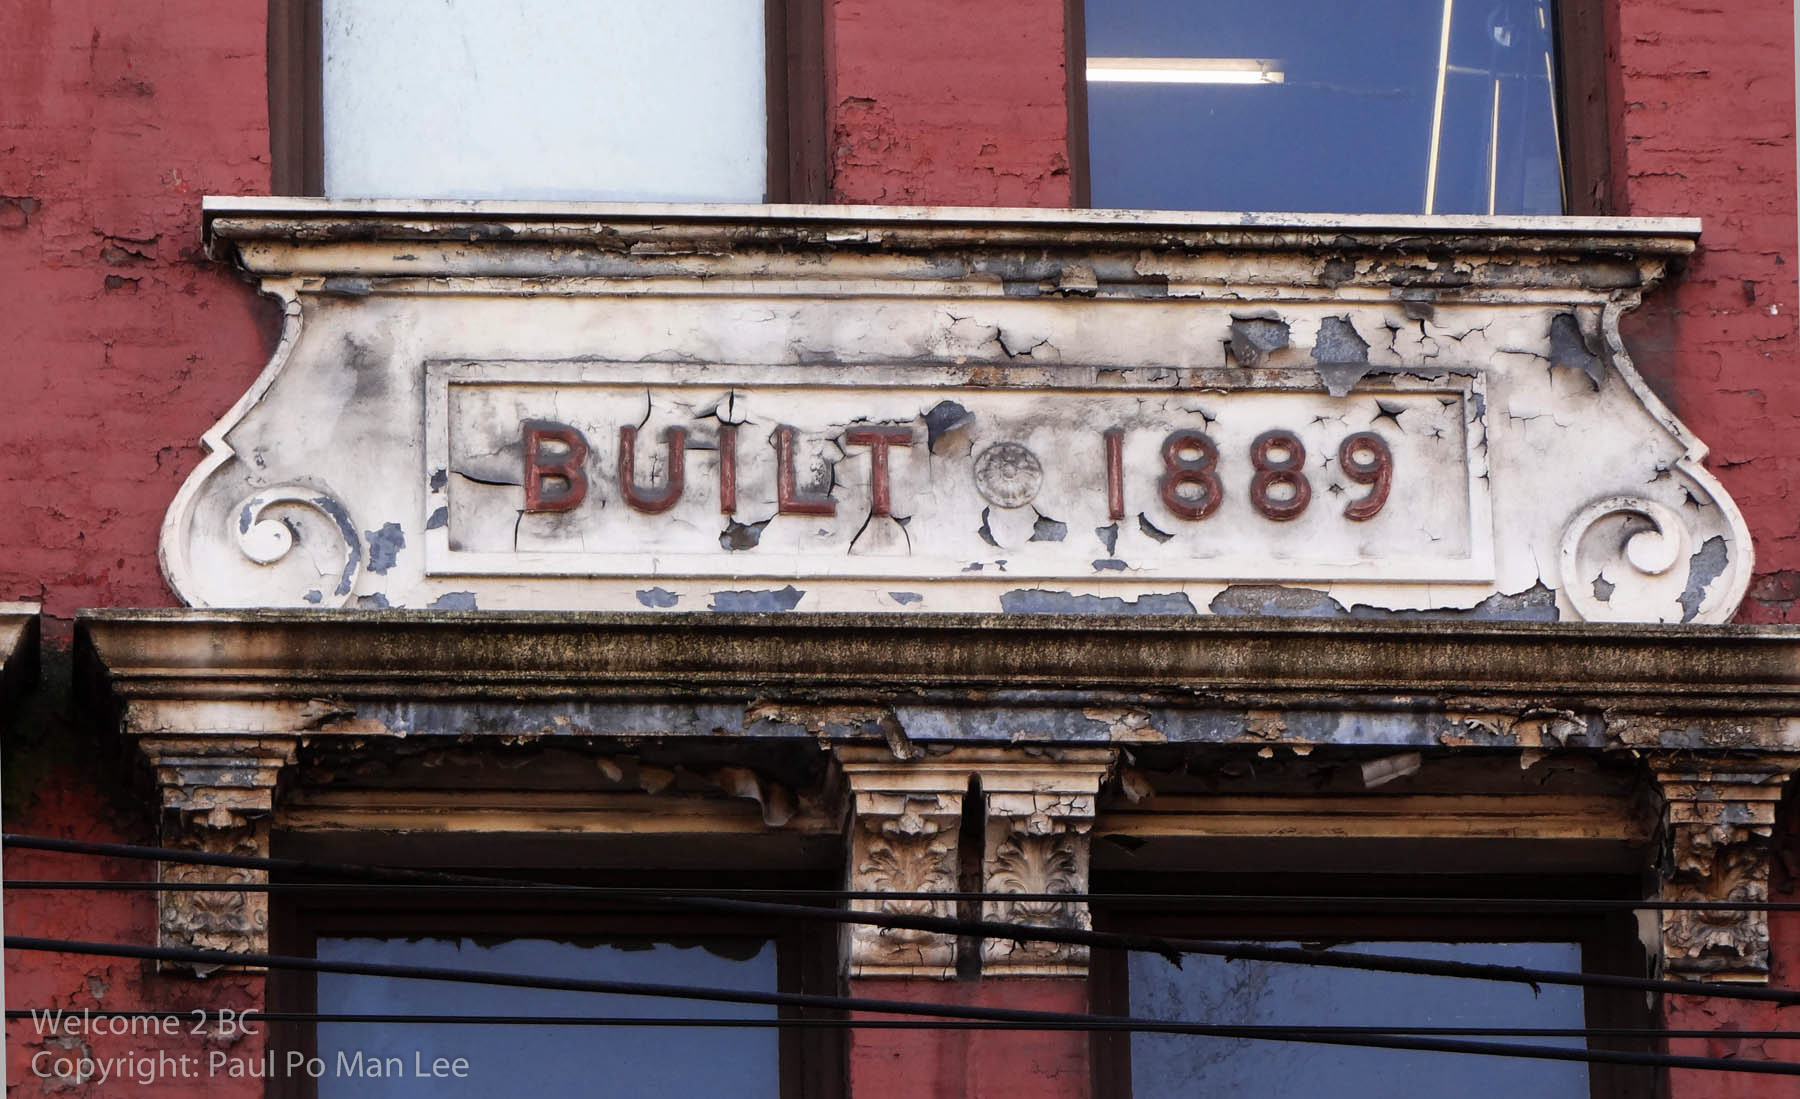 BUILT 1889
Welcome 2 BC
Copyright: Paul Po Man Lee